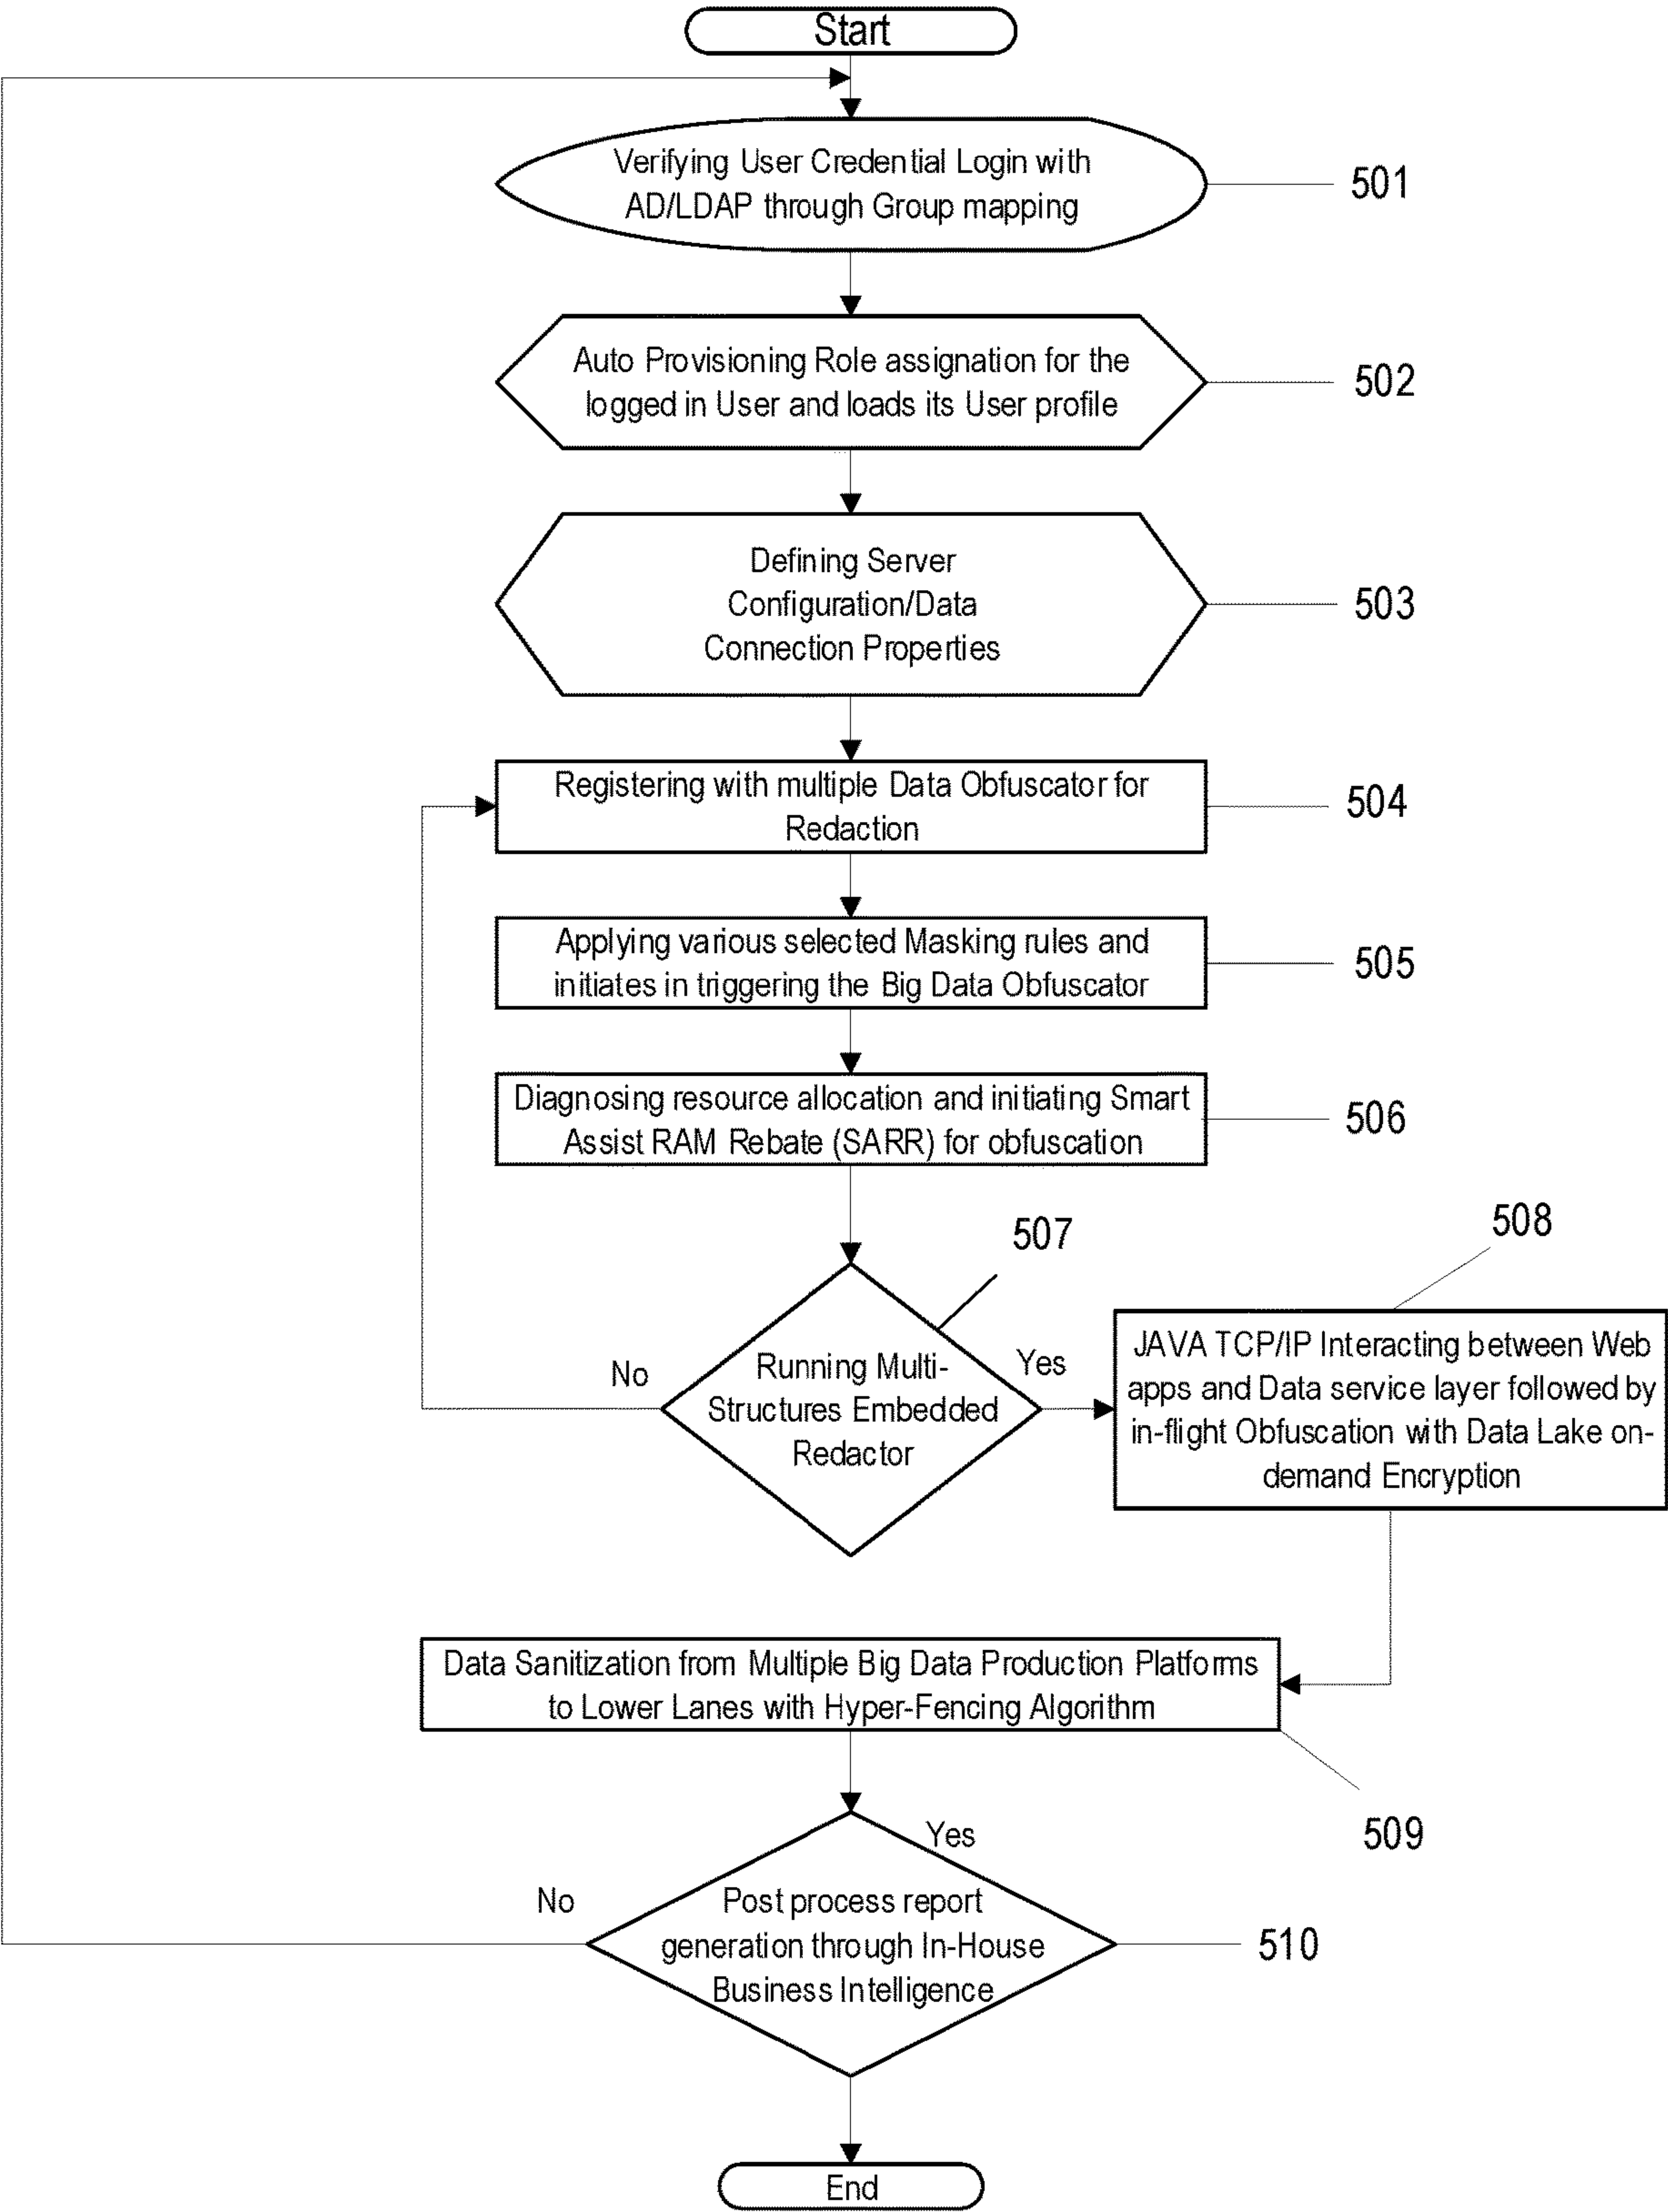 Start
Verifying User Credential Login with
AD/LDAP through Group mapping
501
Auto Provisioning Role assignation for the
logged in User and loads its User profile
502
Defining Server
Configuration/Data
Connection Properties
503
Registering with multiple Data Obfuscator for
Redaction
504
Applying various selected Masking rules and
initiates in triggering the Big Data Obfuscator
505
Diagnosing resource allocation and initiating Smart
Assist RAM Rebate (SARR) for obfuscation
506
507
Running Multi-
Structures Embedded
Redactor
No
Yes
508
JAVA TCP/IP Interacting between Web
apps and Data service layer followed by
in-flight Obfuscation with Data Lake on-
demand Encryption
Data Sanitization from Multiple Big Data Production Platforms
to Lower Lanes with Hyper-Fencing Algorithm
509
Yes
No
Post process report
generation through In-House
Business Intelligence
510
End